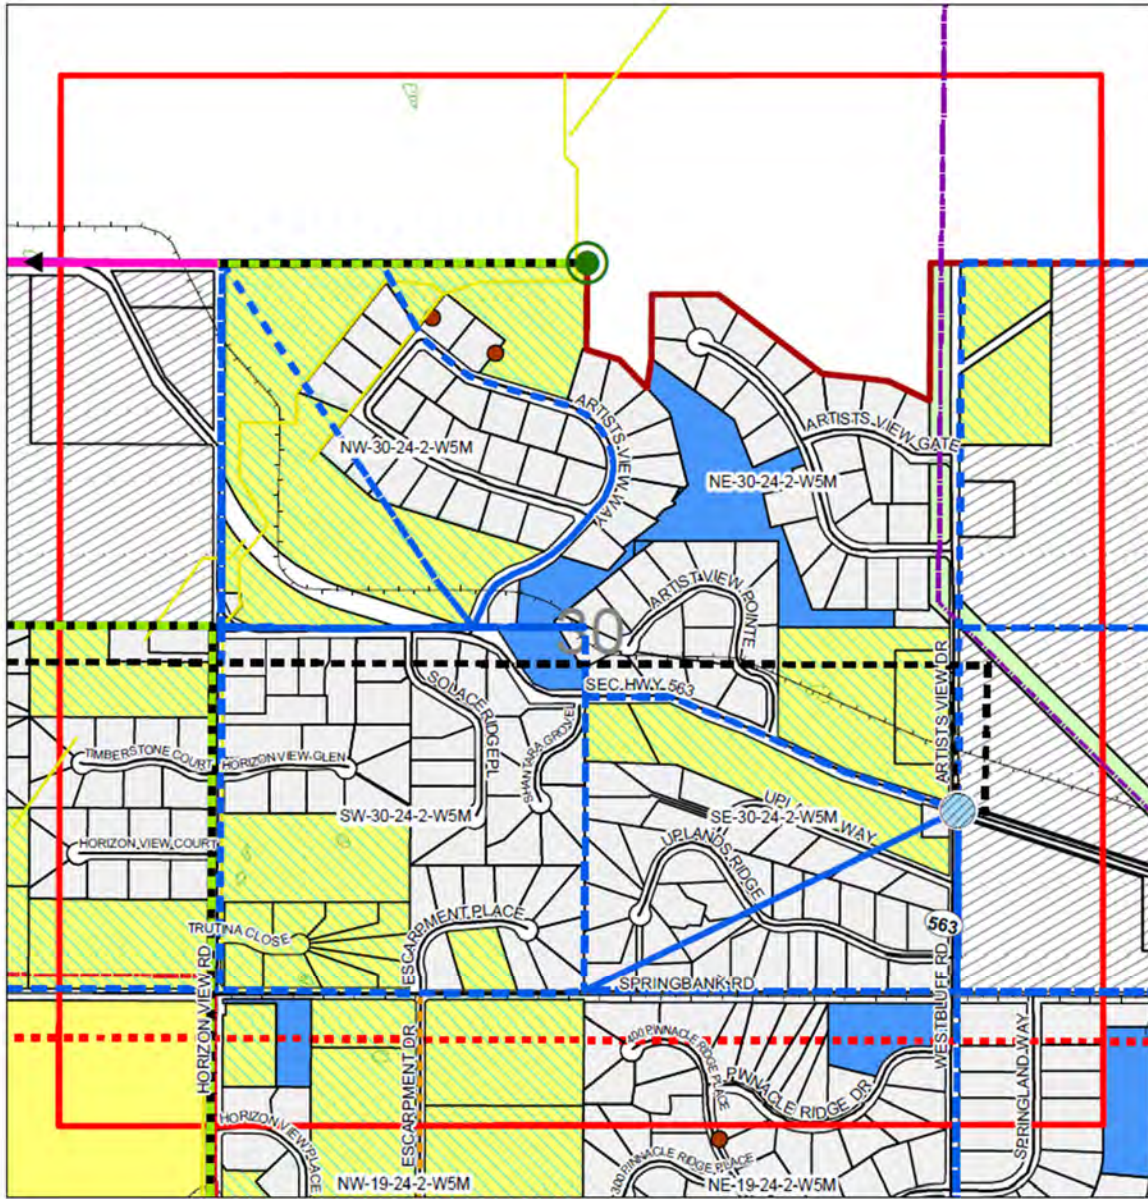 ARTISTS VIEW WAY
ARTISTS VIEW GATE
NW-30-24-2-W5M
NE-30-24-2-W5M
ARTIST VIEW POINTE
30
SEC.HWY. 563
SOLACE RIDGEPL
SHANTARA GROVE
ARTISTS VIEW DR
TIMBERSTONE COURT
HORIZON VIEW GLEN
SW-30-24-2-W5M
SE-30-24-2-W5M
WAY
UPLANDS RIDGE
HORIZON VIEW COURT
ESCARPMENT PLACE
TRUTINA CLOSE
563
SPRINGBANK RD
HORIZON VIEW RD
ESCARPMENT DR
WESTBLUFF RD
SPRINGLAND WAY
400 PINNACLE RIDGE PLACE
PINNACLE RIDGE DR
HORIZON VIEW PLACE
300 PINNACLE RIDGE PLACE
NW-19-24-2-W5M
NE-19-24-2-W5M